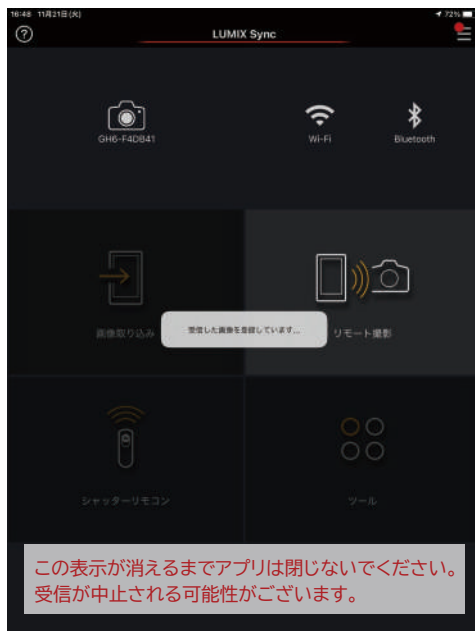 16:48 11月21日(火)
72%
?
LUMIX Sync
GH6-F4DB41
Wi-Fi
Bluetooth
画像取り込み
受信した画像を登録しています...
リモート撮影
シャッターリモコン
ツール
この表示が消えるまでアプリは閉じないでください。
受信が中止される可能性がございます。